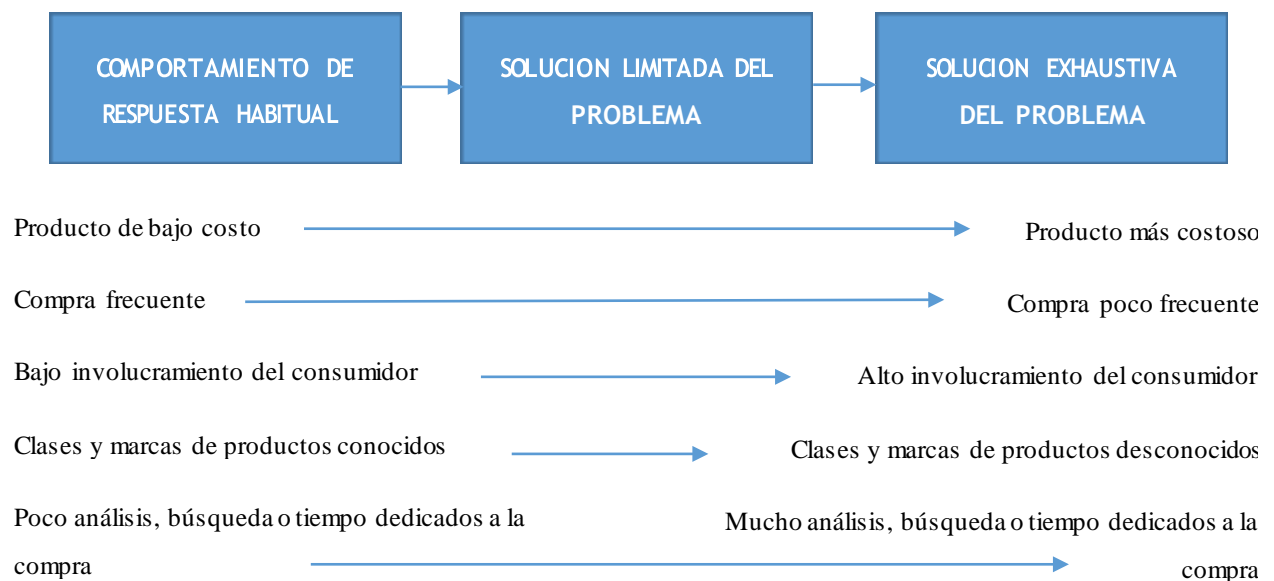 COMPORTAMIENTO DE
RESPUESTA HABITUAL
SOLUCION LIMITADA DEL
PROBLEMA
SOLUCION EXHAUSTIVA
DEL PROBLEMA
Producto de bajo costo
Producto más costoso
Compra frecuente
Compra poco frecuente
Bajo involucramiento del consumidor
Alto involucramiento del consumidor
Clases y marcas de productos conocidos
Clases y marcas de productos desconocidos
Poco análisis, búsqueda o tiempo dedicados a la
compra
Mucho análisis, búsqueda o tiempo dedicados a la
compra